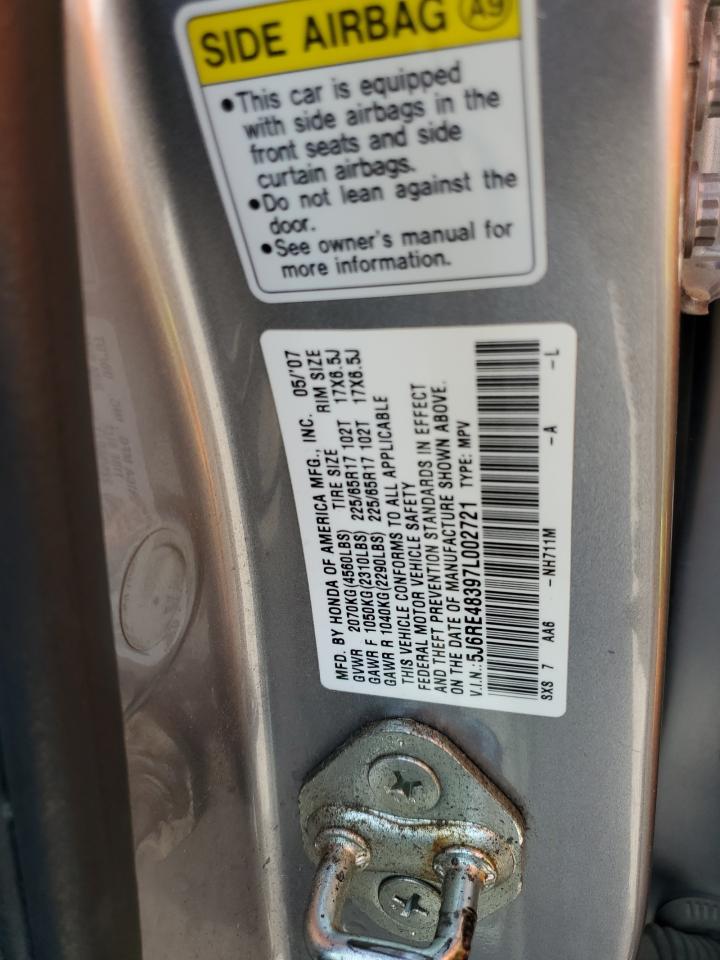 SIDE AIRBAG A9
•This car is equipped
with side airbags in the
front seats and side
curtain airbags.
•Do not lean against the
door.
•See owner's manual for
more information.
MFD. BY HONDA OF AMERICA MFG., INC. 05/'07
GVWR 2070KG(4560LBS) TIRE SIZE RIM SIZE
GAWR F 1050KG(2310LBS) 225/65R17 102T 17X6.5J
GAWR R 1040KG(2290LBS) 225/65R17 102T 17X6.5J
THIS VEHICLE CONFORMS TO ALL APPLICABLE
FEDERAL MOTOR VEHICLE SAFETY
AND THEFT PREVENTION STANDARDS IN EFFECT
ON THE DATE OF MANUFACTURE SHOWN ABOVE.
V.I.N.:5J6RE48397L002721 TYPE: MPV
SXS 7 AA6 -NH711M -A -L